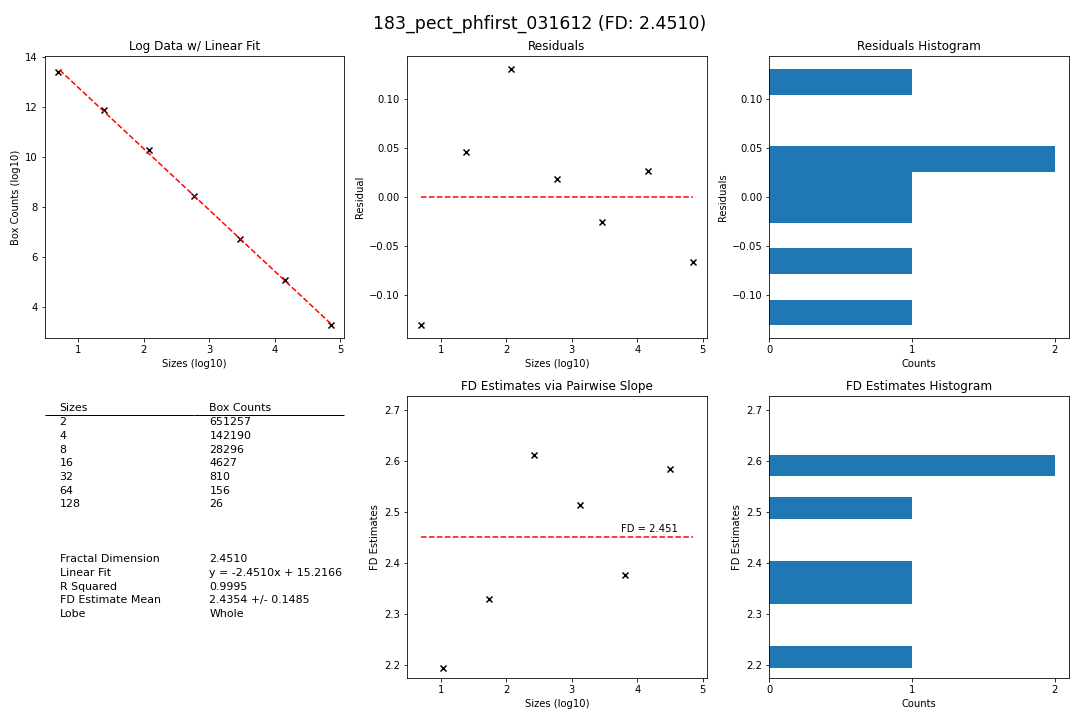 183_pect_phfirst_031612 (FD: 2.4510)
Log Data w/ Linear Fit
14
12
10
8
6
4
Box Counts (log10)
1 2 3 4 5
Sizes (log10)
Residuals
0.10
0.05
0.00
−0.05
−0.10
Residual
1 2 3 4 5
Sizes (log10)
Residuals Histogram
0.10
0.05
0.00
−0.05
−0.10
Residuals
0 1 2
Counts
Sizes Box Counts
2 651257
4 142190
8 28296
16 4627
32 810
64 156
128 26
Fractal Dimension 2.4510
Linear Fit y = -2.4510x + 15.2166
R Squared 0.9995
FD Estimate Mean 2.4354 +/- 0.1485
Lobe Whole
FD Estimates via Pairwise Slope
2.7
2.6
2.5
2.4
2.3
2.2
FD Estimates
FD = 2.451
1 2 3 4 5
Sizes (log10)
FD Estimates Histogram
2.7
2.6
2.5
2.4
2.3
2.2
FD Estimates
0 1 2
Counts